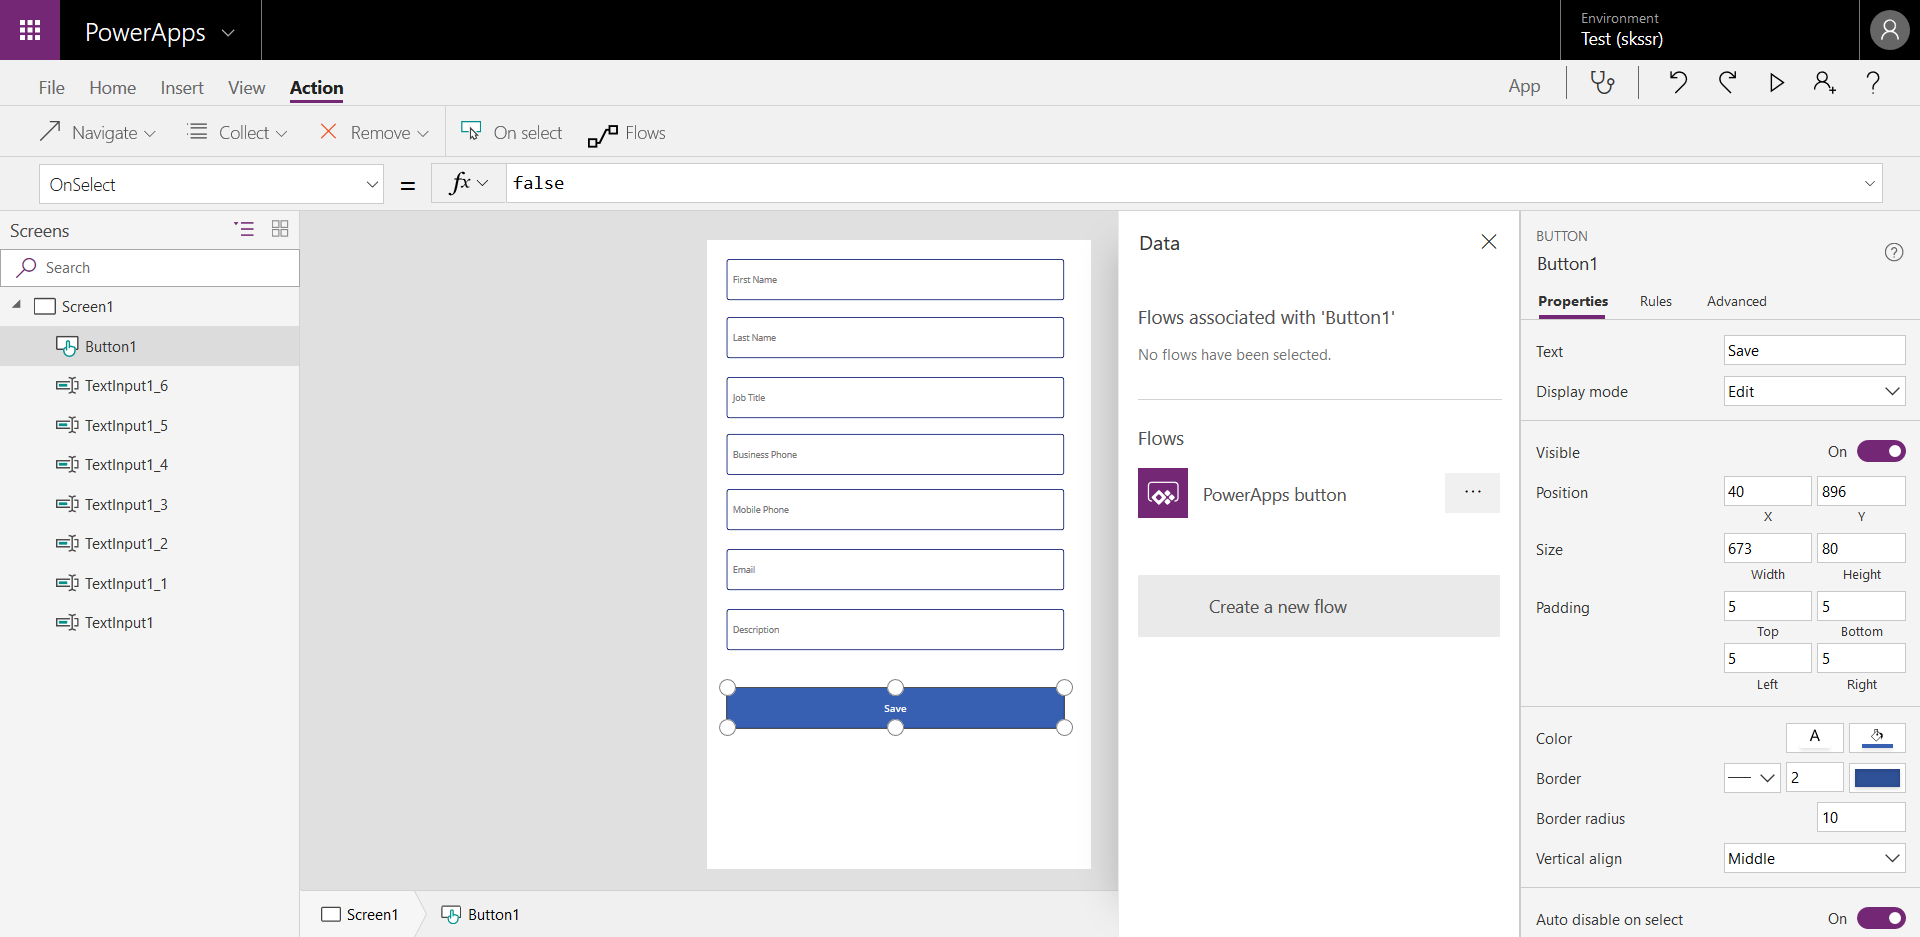 PowerApps
Environment
Test (skssr)
File Home Insert View Action
App
Navigate Collect Remove On select Flows
OnSelect = fx false
Screens
Search
Screen1
Button1
TextInput1_6
TextInput1_5
TextInput1_4
TextInput1_3
TextInput1_2
TextInput1_1
TextInput1
First Name
Last Name
Job Title
Business Phone
Mobile Phone
Email
Description
Save
Screen1 Button1
Data
Flows associated with 'Button1'
No flows have been selected.
Flows
PowerApps button ...
Create a new flow
BUTTON
Button1
Properties Rules Advanced
Text Save
Display mode Edit
Visible On
Position 40 896
X Y
Size 673 80
Width Height
Padding 5 5
Top Bottom
5 5
Left Right
Color A
Border 2
Border radius 10
Vertical align Middle
Auto disable on select On